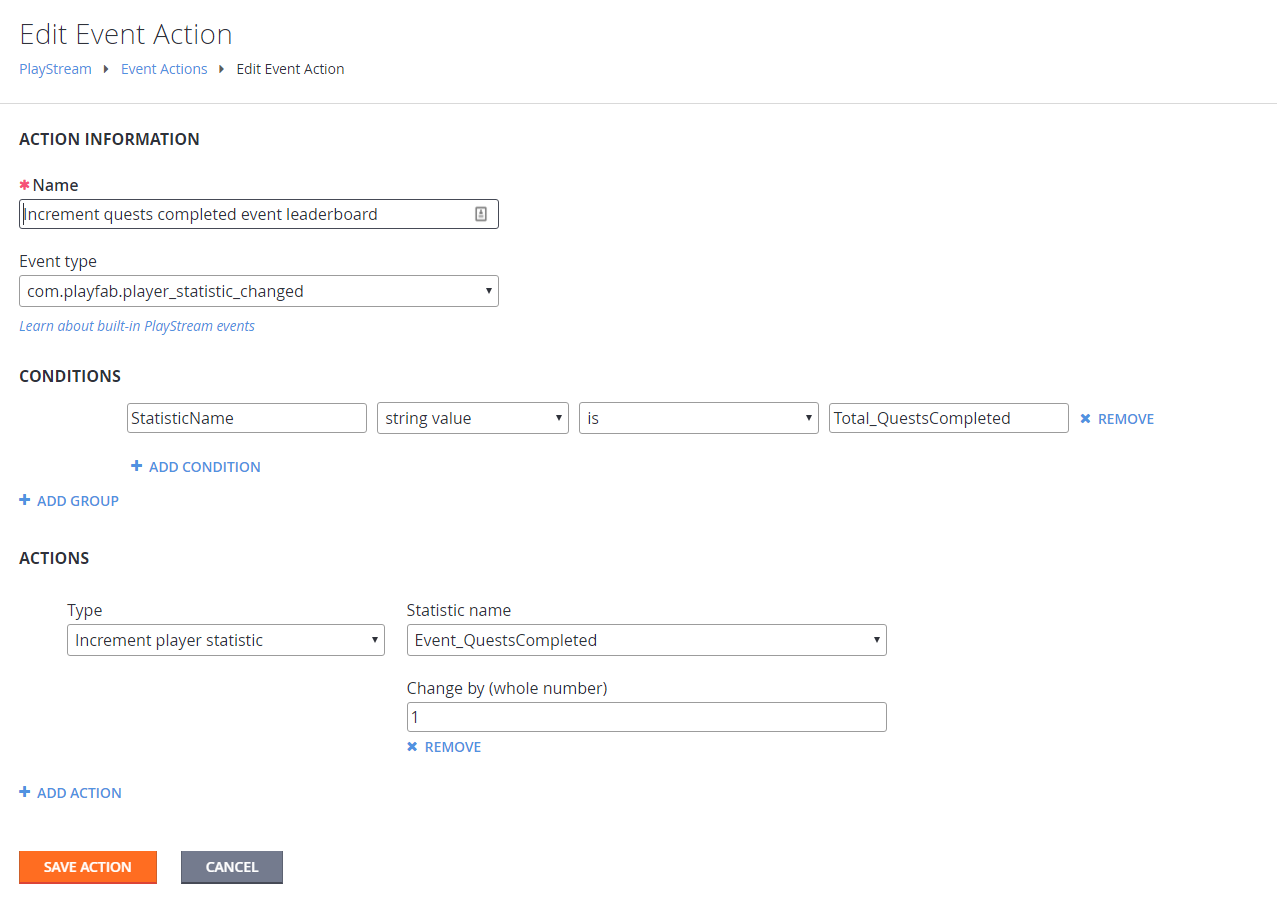 Edit Event Action
PlayStream Event Actions Edit Event Action
ACTION INFORMATION
* Name
Increment quests completed event leaderboard
Event type
com.playfab.player_statistic_changed
Learn about built-in PlayStream events
CONDITIONS
StatisticName string value is Total_QuestsCompleted REMOVE
ADD CONDITION
ADD GROUP
ACTIONS
Type Statistic name
Increment player statistic Event_QuestsCompleted
Change by (whole number)
1
REMOVE
ADD ACTION
SAVE ACTION CANCEL